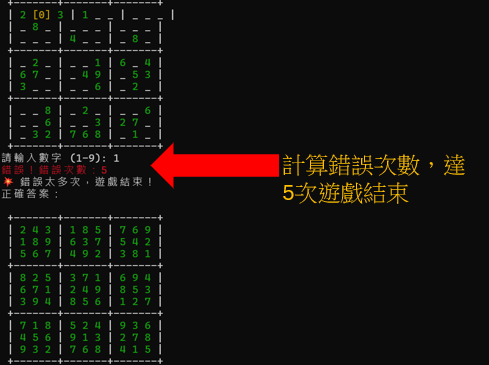 +-------+-------+-------+
| 2 [0] 3 | 1 _ _ | _ _ _ |
| _ 8 _ | _ _ _ | _ _ _ |
| _ _ _ | 4 _ _ | _ 8 _ |
+-------+-------+-------+
| _ 2 _ | _ _ 1 | 6 _ 4 |
| 6 7 _ | _ 4 9 | _ 5 3 |
| 3 _ _ | _ _ 6 | _ 2 _ |
+-------+-------+-------+
| _ _ 8 | _ 2 _ | _ _ 6 |
| _ _ 6 | _ _ 3 | 2 7 _ |
| _ 3 2 | 7 6 8 | _ 1 _ |
+-------+-------+-------+
請輸入數字 (1-9): 1
錯誤！錯誤次數：5
💥 錯誤太多次，遊戲結束！
正確答案：
計算錯誤次數，達
5次遊戲結束
+-------+-------+-------+
| 2 4 3 | 1 8 5 | 7 6 9 |
| 1 8 9 | 6 3 7 | 5 4 2 |
| 5 6 7 | 4 9 2 | 3 8 1 |
+-------+-------+-------+
| 8 2 5 | 3 7 1 | 6 9 4 |
| 6 7 1 | 2 4 9 | 8 5 3 |
| 3 9 4 | 8 5 6 | 1 2 7 |
+-------+-------+-------+
| 7 1 8 | 5 2 4 | 9 3 6 |
| 4 5 6 | 9 1 3 | 2 7 8 |
| 9 3 2 | 7 6 8 | 4 1 5 |
+-------+-------+-------+